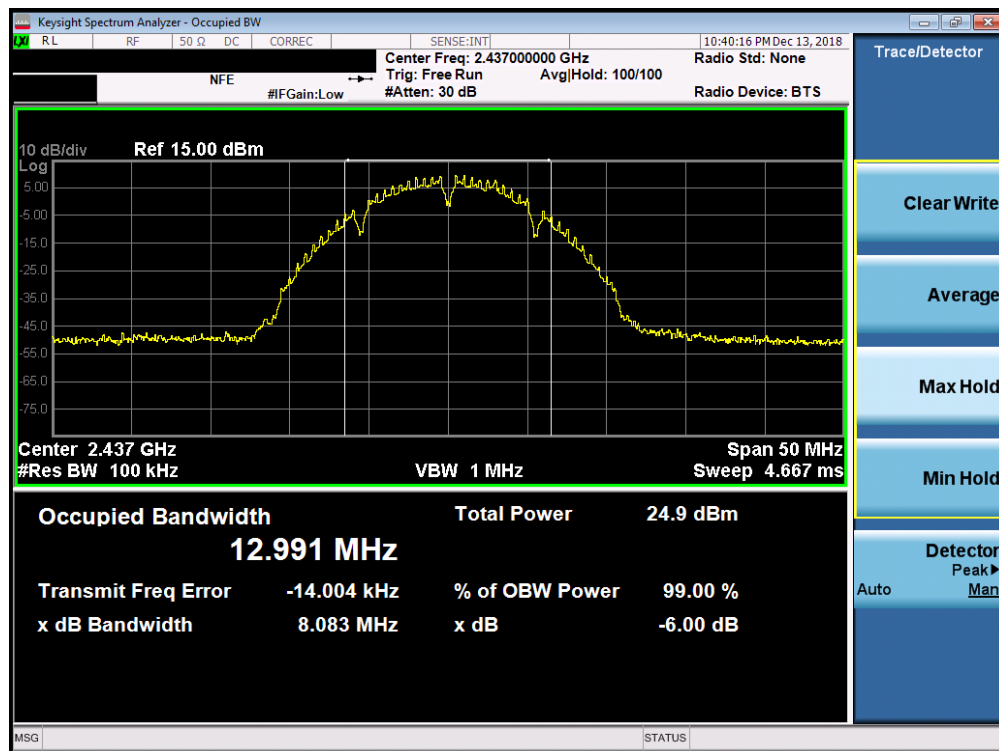 Keysight Spectrum Analyzer - Occupied BW
LXI RL RF 50 Ω DC CORREC SENSE:INT 10:40:16 PM Dec 13, 2018
Center Freq: 2.437000000 GHz Radio Std: None
NFE Trig: Free Run Avg|Hold: 100/100
#IFGain:Low #Atten: 30 dB Radio Device: BTS
10 dB/div Ref 15.00 dBm
Log
5.00
-5.00
-15.0
-25.0
-35.0
-45.0
-55.0
-65.0
-75.0
Center 2.437 GHz Span 50 MHz
#Res BW 100 kHz VBW 1 MHz Sweep 4.667 ms
Occupied Bandwidth Total Power 24.9 dBm
12.991 MHz
Transmit Freq Error -14.004 kHz % of OBW Power 99.00 %
x dB Bandwidth 8.083 MHz x dB -6.00 dB
MSG STATUS
Trace/Detector
Clear Write
Average
Max Hold
Min Hold
Detector
Peak▶
Auto Man